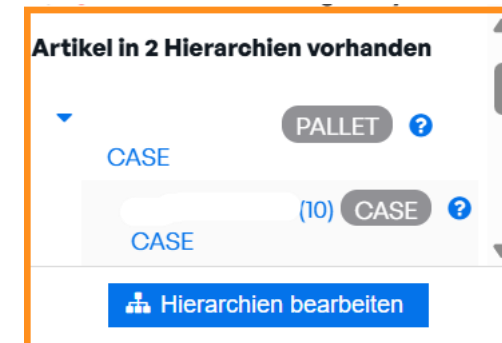 Artikel in 2 Hierarchien vorhanden
PALLET
CASE
(10) CASE
CASE
Hierarchien bearbeiten